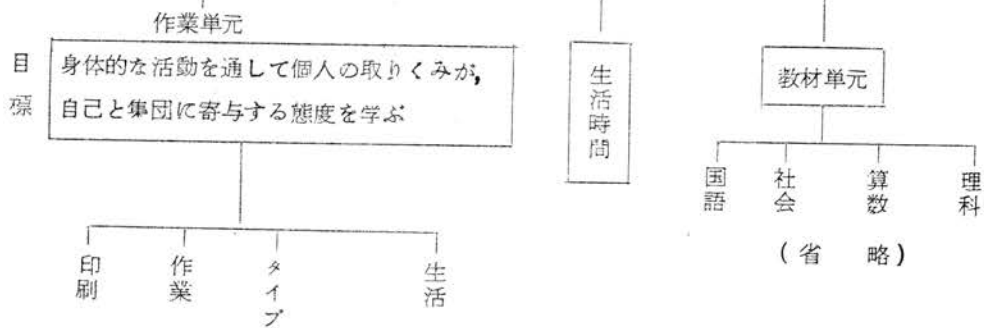 作業単元
目標
身体的な活動を通して個人の取りくみが,
自己と集団に寄与する態度を学ぶ
印刷
作業
タイプ
生活
生活時間
教材単元
国語
社会
算数
理科
(省 略)